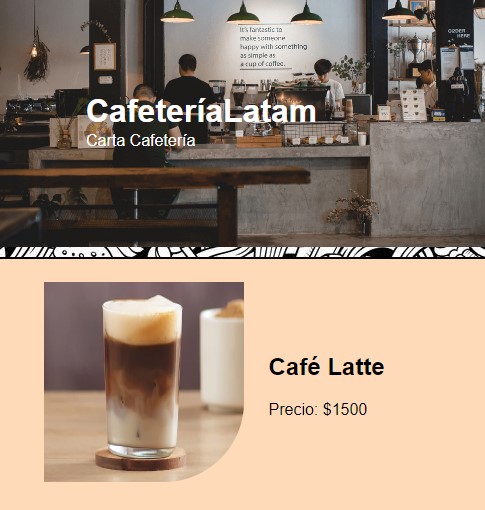 It's fantastic to
make someone
happy with something
as simple as
a cup of coffee.
ORDER
HERE
CafeteríaLatam
Carta Cafetería
Café Latte
Precio: $1500